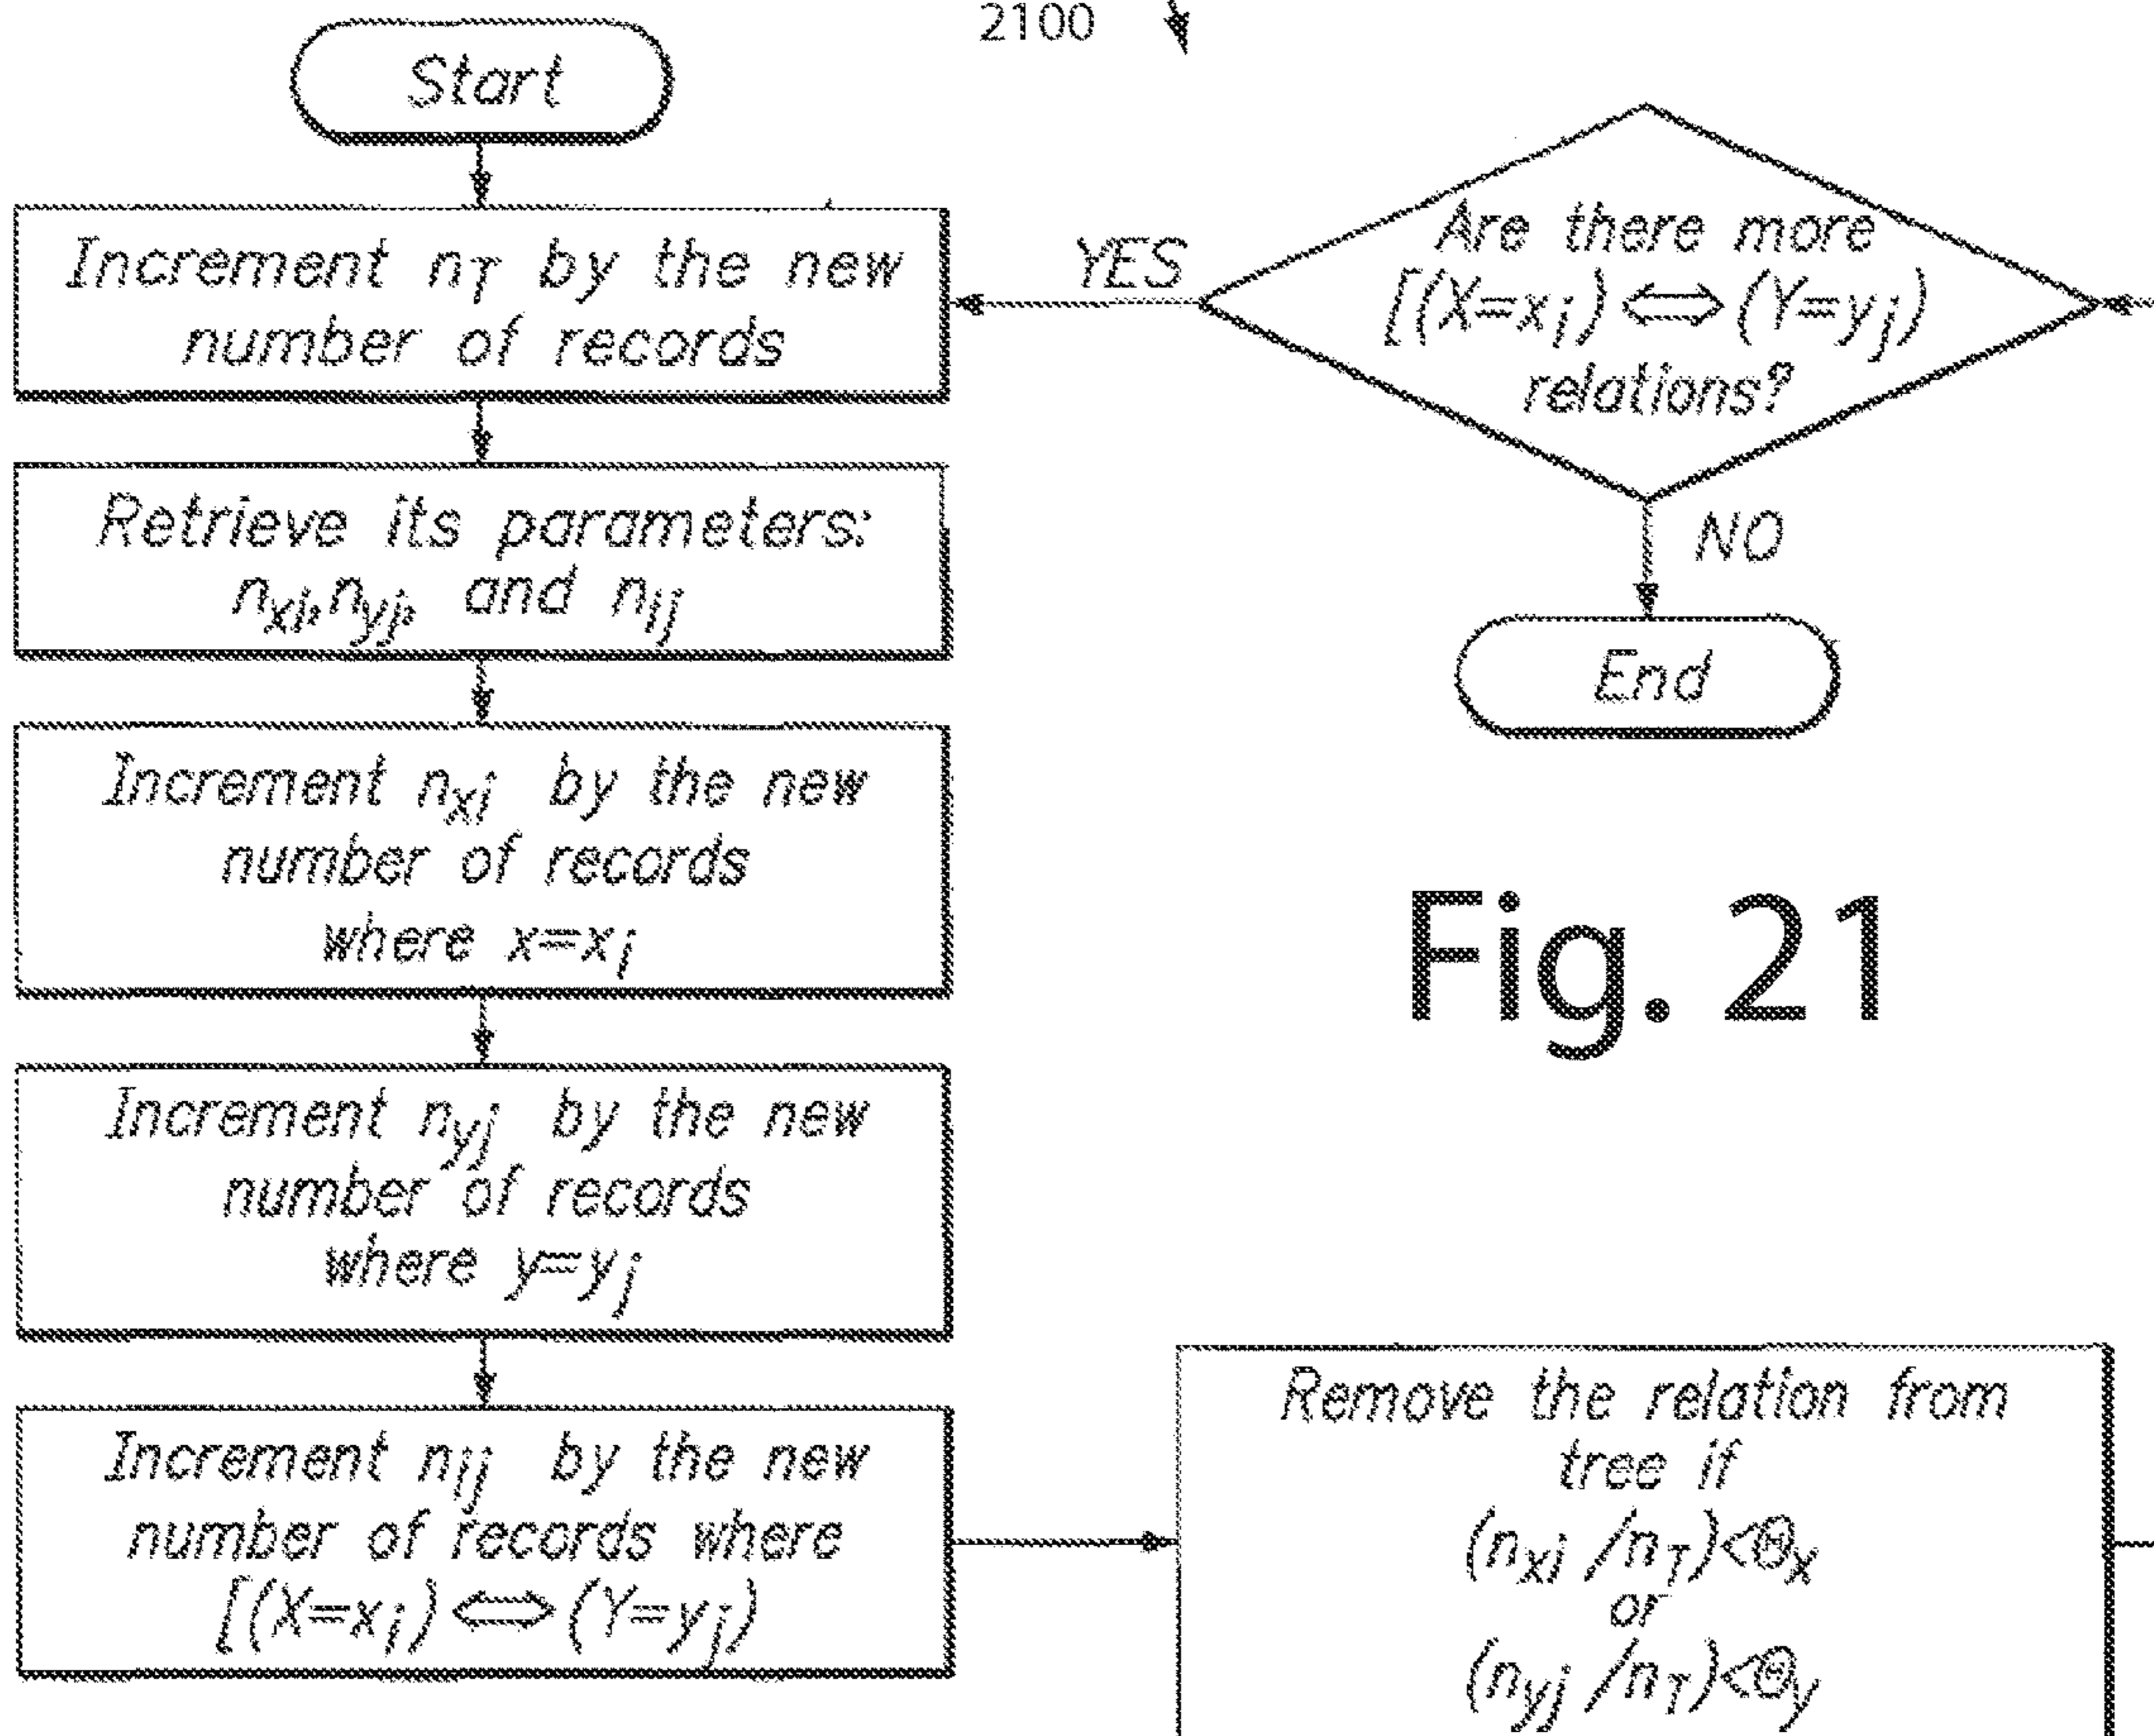 2100
Start
Increment n_T by the new
number of records
Retrieve its parameters:
n_xi, n_yj, and n_ij
Increment n_xi by the new
number of records
where x=x_i
Increment n_yj by the new
number of records
where y=y_j
Increment n_ij by the new
number of records where
[(X=x_i)⇔(Y=y_j)
Remove the relation from
tree if
(n_xi /n_T)<Θ_x
or
(n_yj /n_T)<Θ_y
Are there more
[(X=x_i)⇔(Y=y_j)
relations?
YES
NO
End
Fig. 21